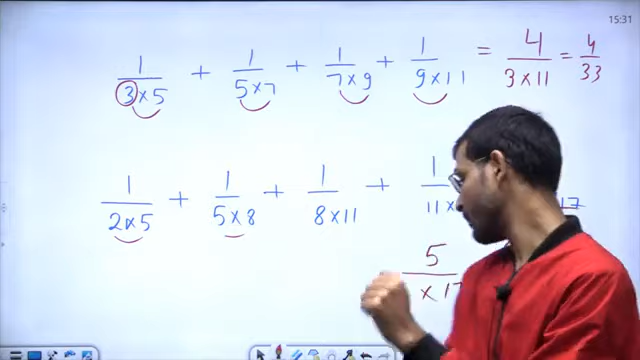 15:31
1/(3×5) + 1/(5×7) + 1/(7×9) + 1/(9×11) = 4/(3×11) = 4/33
1/(2×5) + 1/(5×8) + 1/(8×11) + 1/(11× 17
5/( ×17